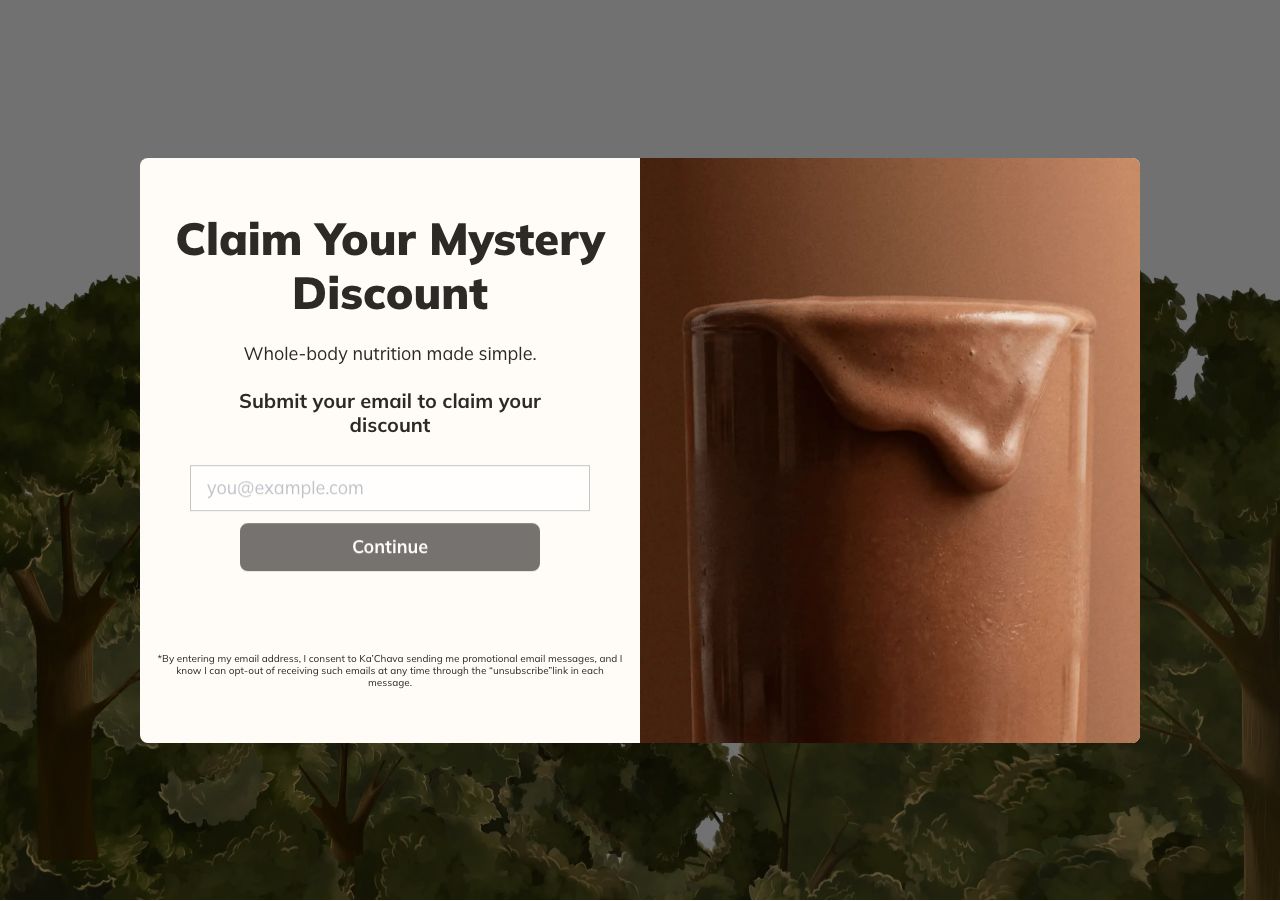 Claim Your Mystery
Discount
Whole-body nutrition made simple.
Submit your email to claim your
discount
you@example.com
Continue
*By entering my email address, I consent to Ka’Chava sending me promotional email messages, and I
know I can opt-out of receiving such emails at any time through the “unsubscribe”link in each
message.